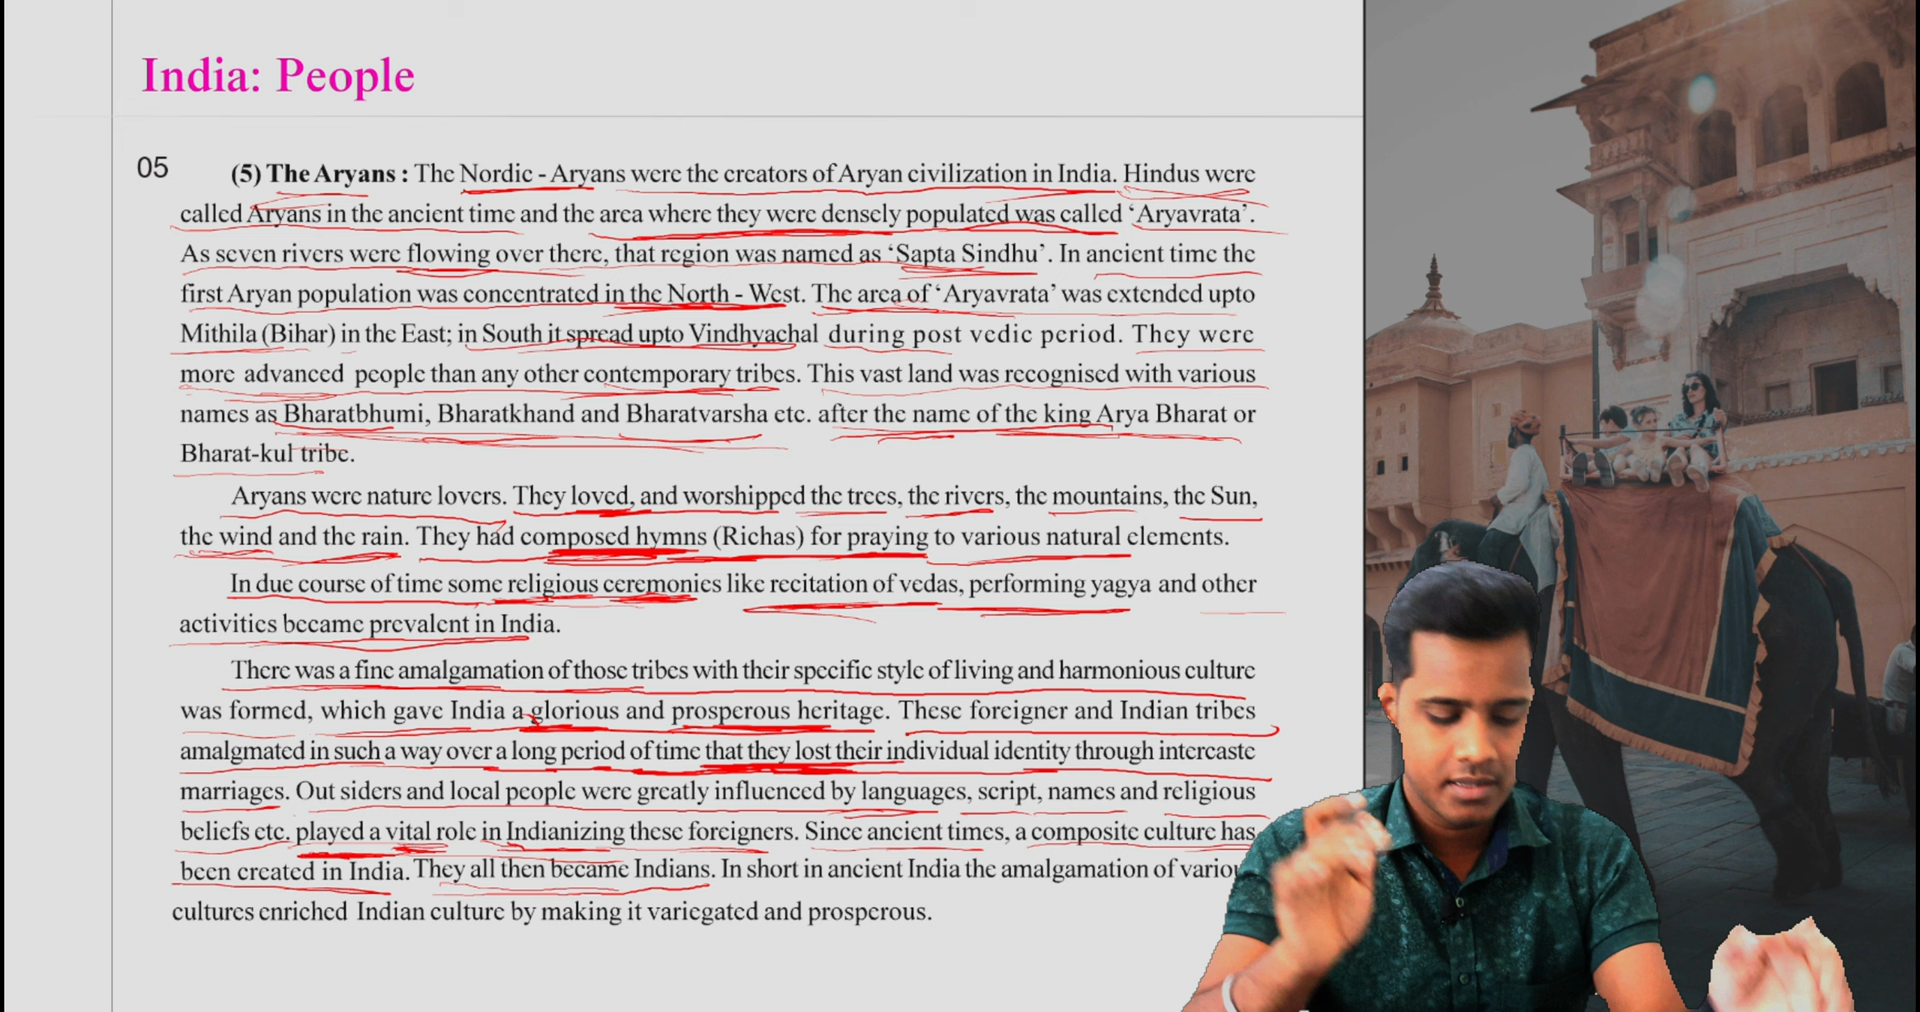 India: People
05
(5) The Aryans : The Nordic - Aryans were the creators of Aryan civilization in India. Hindus were
called Aryans in the ancient time and the area where they were densely populated was called ‘Aryavrata’.
As seven rivers were flowing over there, that region was named as ‘Sapta Sindhu’. In ancient time the
first Aryan population was concentrated in the North - West. The area of ‘Aryavrata’ was extended upto
Mithila (Bihar) in the East; in South it spread upto Vindhyachal during post vedic period. They were
more advanced people than any other contemporary tribes. This vast land was recognised with various
names as Bharatbhumi, Bharatkhand and Bharatvarsha etc. after the name of the king Arya Bharat or
Bharat-kul tribe.
Aryans were nature lovers. They loved, and worshipped the trees, the rivers, the mountains, the Sun,
the wind and the rain. They had composed hymns (Richas) for praying to various natural elements.
In due course of time some religious ceremonies like recitation of vedas, performing yagya and other
activities became prevalent in India.
There was a fine amalgamation of those tribes with their specific style of living and harmonious culture
was formed, which gave India a glorious and prosperous heritage. These foreigner and Indian tribes
amalgmated in such a way over a long period of time that they lost their individual identity through intercaste
marriages. Out siders and local people were greatly influenced by languages, script, names and religious
beliefs etc. played a vital role in Indianizing these foreigners. Since ancient times, a composite culture has
been created in India. They all then became Indians. In short in ancient India the amalgamation of
cultures enriched Indian culture by making it variegated and prosperous.